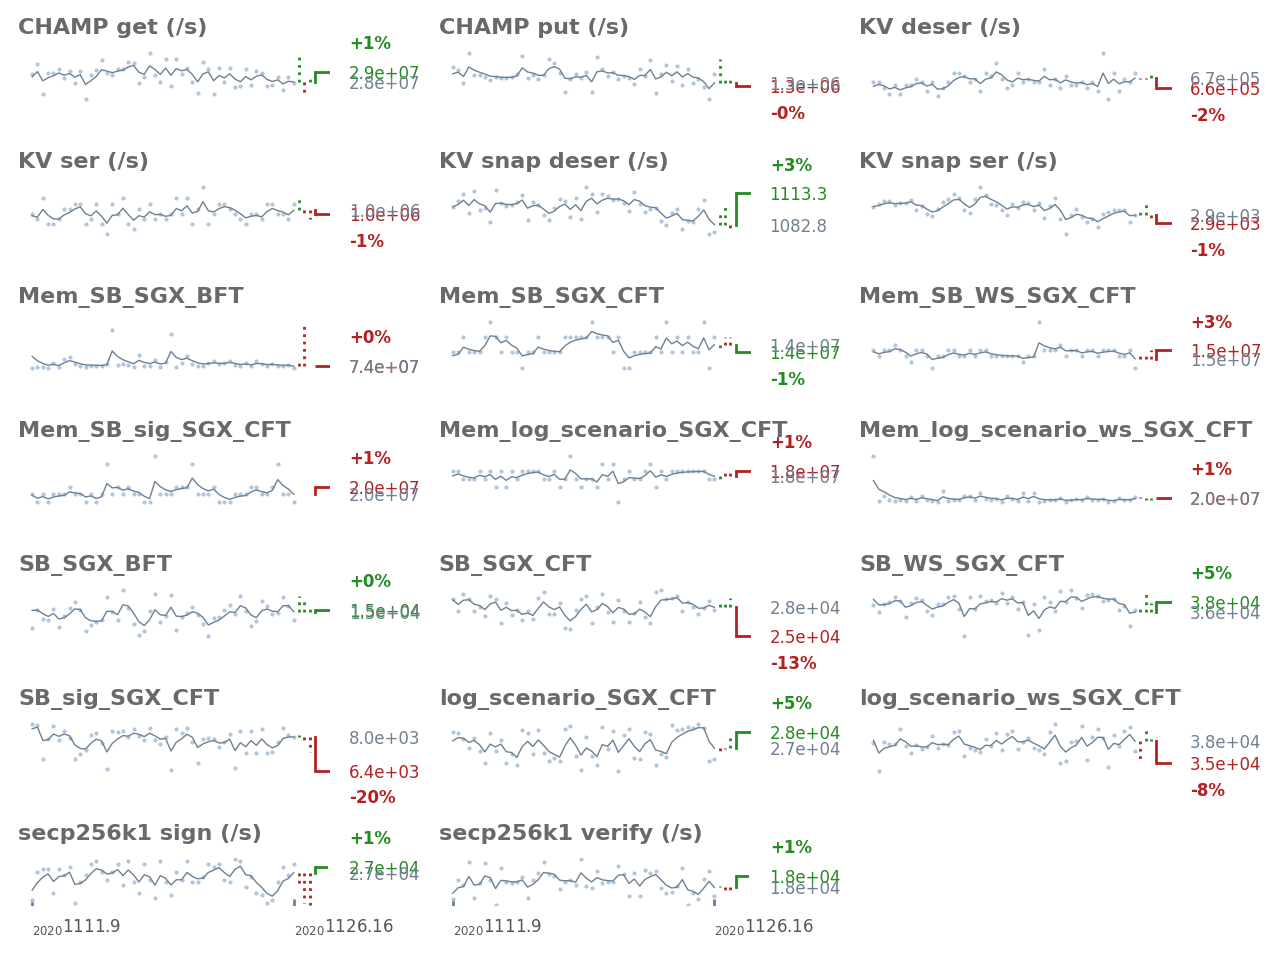 CHAMP get (/s)
+1%
2.9e+07
2.8e+07
CHAMP put (/s)
1.3e+06
1.3e+06
-0%
KV deser (/s)
6.7e+05
6.6e+05
-2%
KV ser (/s)
1.0e+06
1.0e+06
-1%
KV snap deser (/s)
+3%
1113.3
1082.8
KV snap ser (/s)
2.9e+03
2.9e+03
-1%
Mem_SB_SGX_BFT
+0%
7.4e+07
Mem_SB_SGX_CFT
1.4e+07
1.4e+07
-1%
Mem_SB_WS_SGX_CFT
+3%
1.5e+07
1.5e+07
Mem_SB_sig_SGX_CFT
+1%
2.0e+07
2.0e+07
Mem_log_scenario_SGX_CFT
+1%
1.8e+07
1.8e+07
Mem_log_scenario_ws_SGX_CFT
+1%
2.0e+07
SB_SGX_BFT
+0%
1.5e+04
1.5e+04
SB_SGX_CFT
2.8e+04
2.5e+04
-13%
SB_WS_SGX_CFT
+5%
3.8e+04
3.6e+04
SB_sig_SGX_CFT
8.0e+03
6.4e+03
-20%
log_scenario_SGX_CFT
+5%
2.8e+04
2.7e+04
log_scenario_ws_SGX_CFT
3.8e+04
3.5e+04
-8%
secp256k1 sign (/s)
+1%
2.7e+04
2.7e+04
20201111.9
20201126.16
secp256k1 verify (/s)
+1%
1.8e+04
1.8e+04
20201111.9
20201126.16